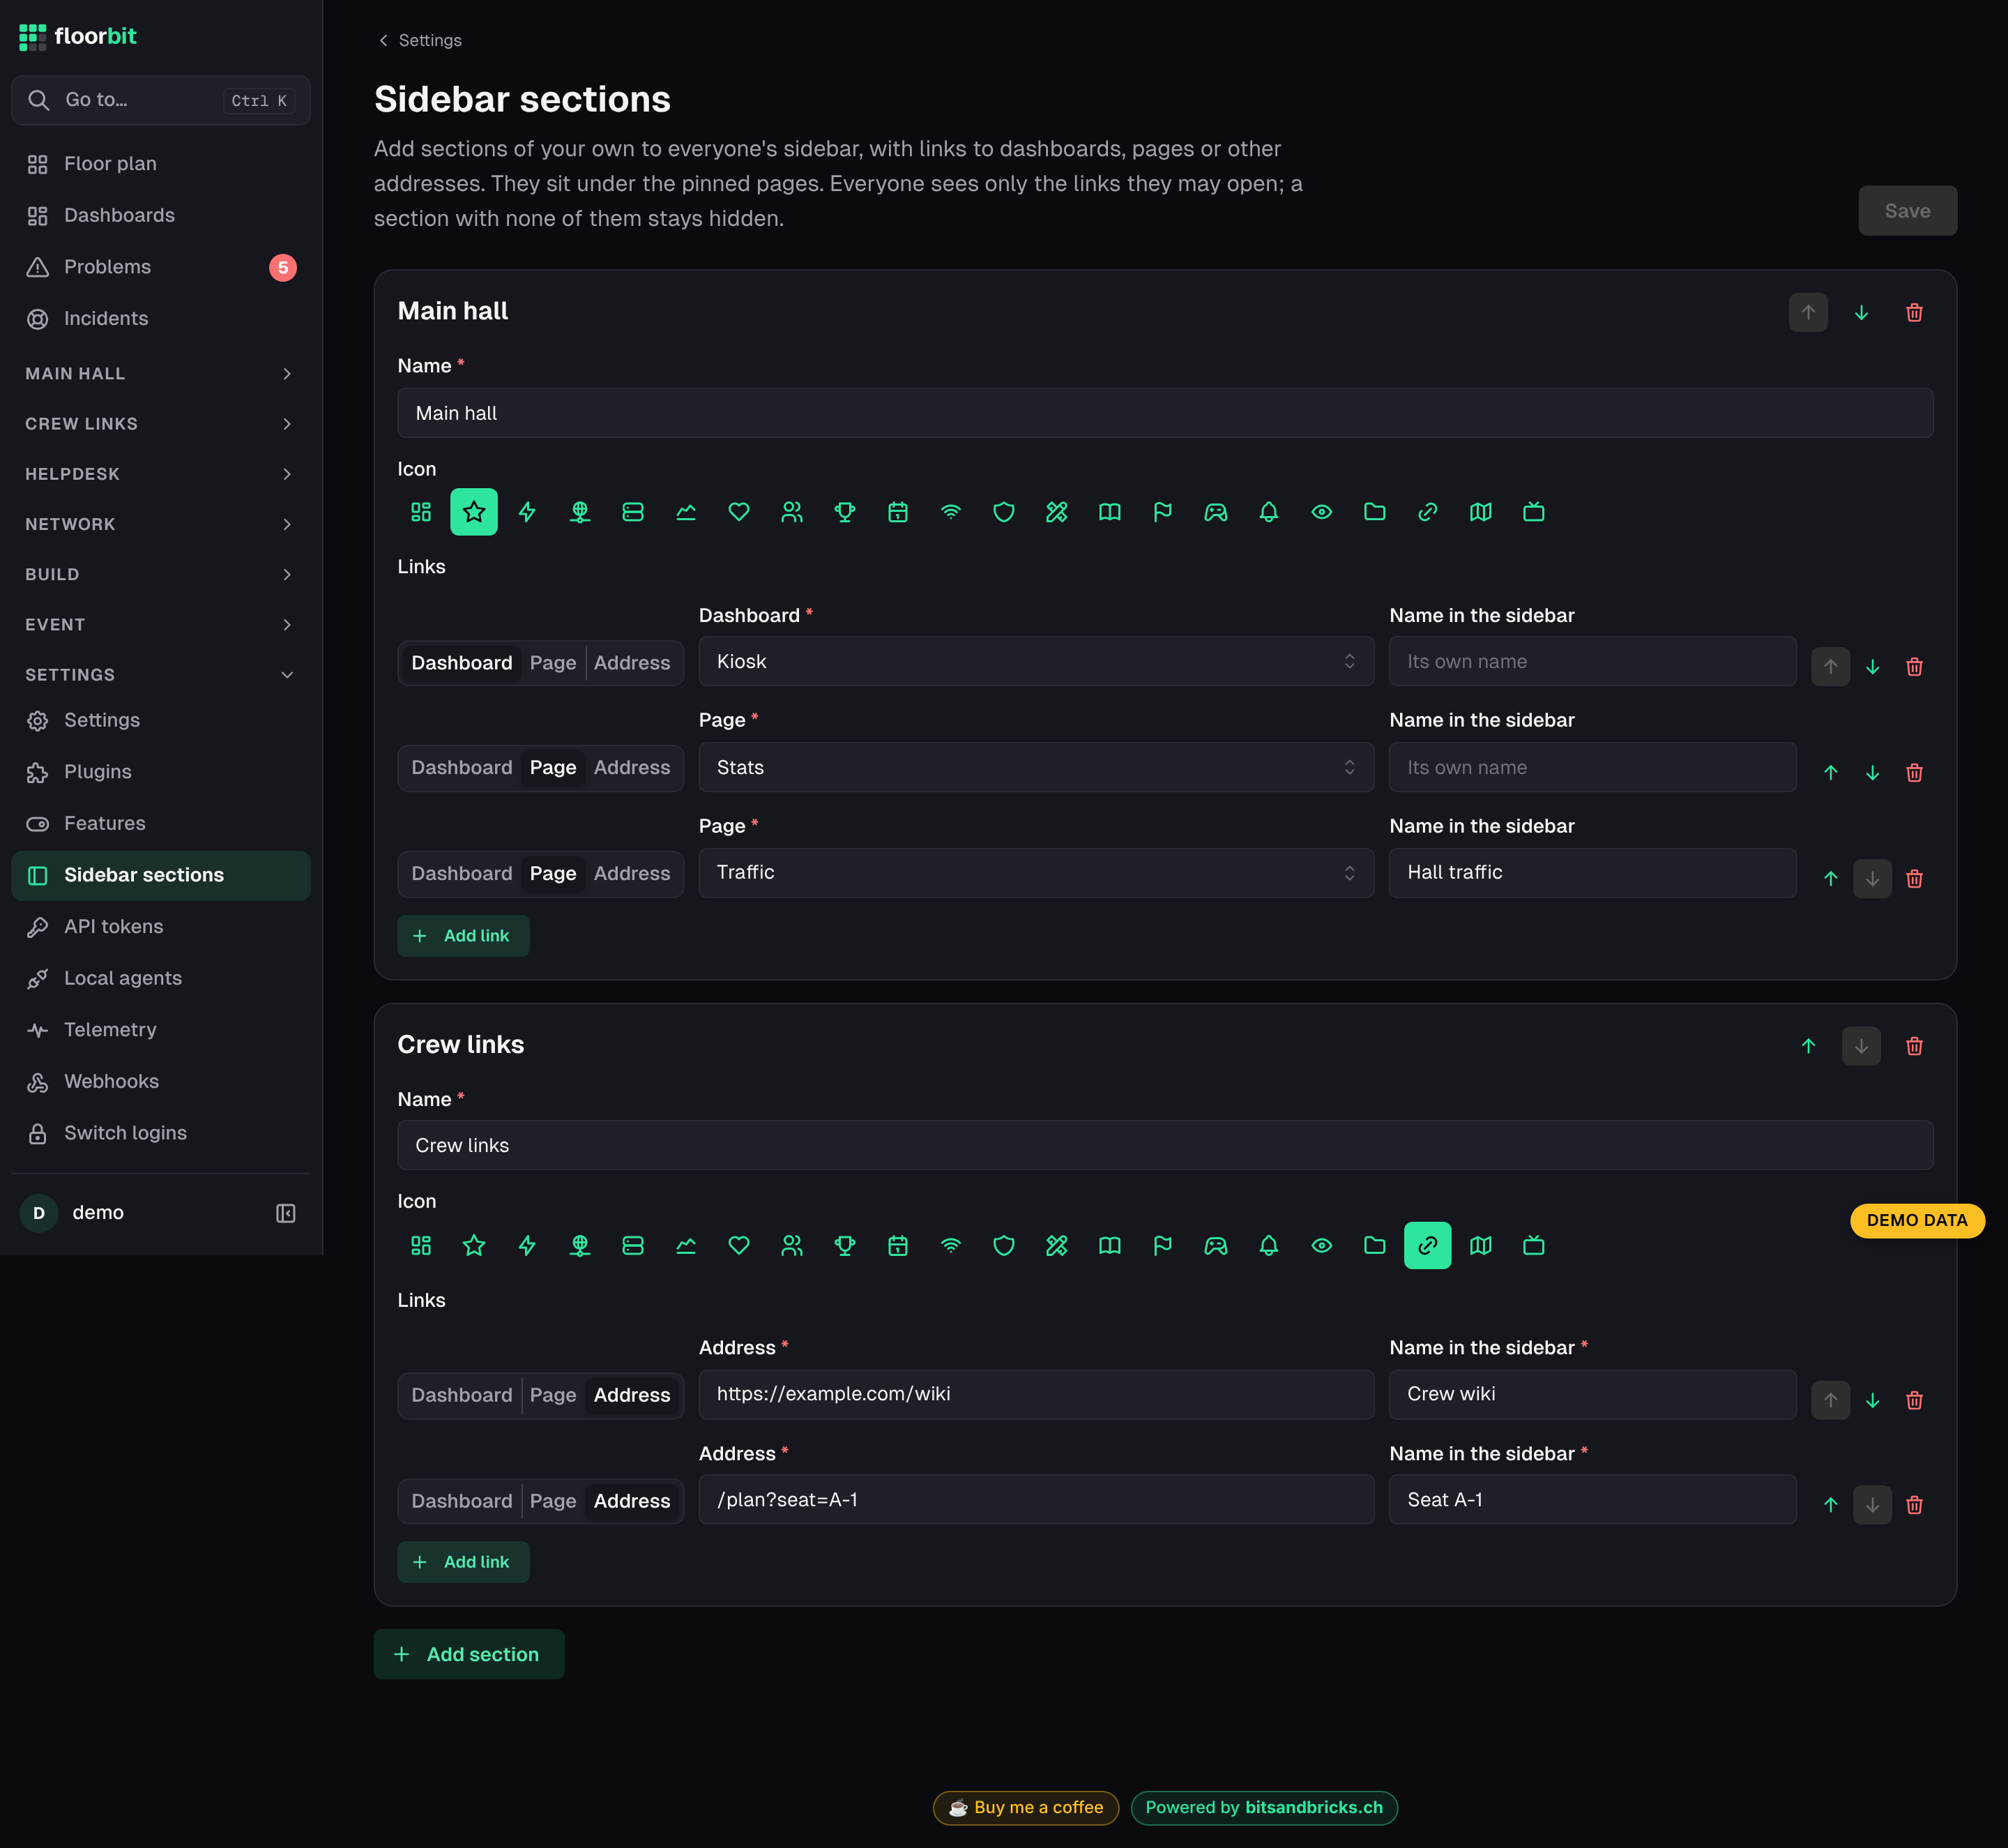 floorbit
Go to...
Ctrl K
Floor plan
Dashboards
Problems
5
Incidents
MAIN HALL
CREW LINKS
HELPDESK
NETWORK
BUILD
EVENT
SETTINGS
Settings
Plugins
Features
Sidebar sections
API tokens
Local agents
Telemetry
Webhooks
Switch logins
D
demo
Settings
Sidebar sections
Add sections of your own to everyone's sidebar, with links to dashboards, pages or other
addresses. They sit under the pinned pages. Everyone sees only the links they may open; a
section with none of them stays hidden.
Save
Main hall
Name *
Main hall
Icon
Links
Dashboard *
Name in the sidebar
Dashboard Page Address
Kiosk
Its own name
Page *
Name in the sidebar
Dashboard Page Address
Stats
Its own name
Page *
Name in the sidebar
Dashboard Page Address
Traffic
Hall traffic
+ Add link
Crew links
Name *
Crew links
Icon
DEMO DATA
Links
Address *
Name in the sidebar *
Dashboard Page Address
https://example.com/wiki
Crew wiki
Address *
Name in the sidebar *
Dashboard Page Address
/plan?seat=A-1
Seat A-1
+ Add link
+ Add section
☕ Buy me a coffee
Powered by bitsandbricks.ch